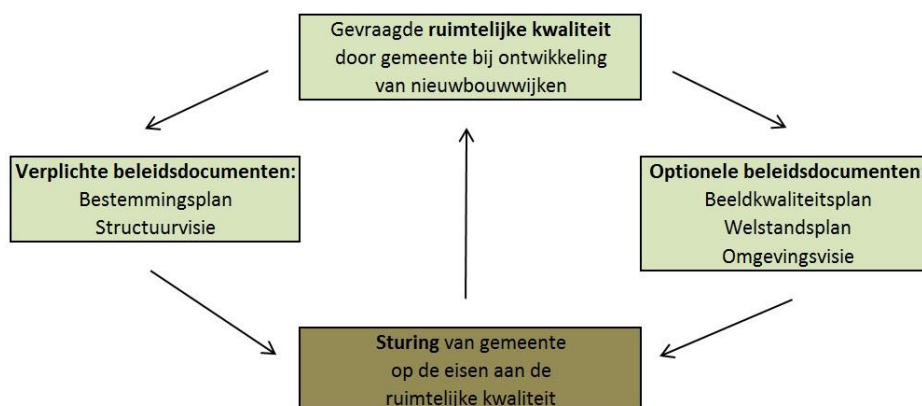 Gevraagde ruimtelijke kwaliteit
door gemeente bij ontwikkeling
van nieuwbouwwijken
Verplichte beleidsdocumenten:
Bestemmingsplan
Structuurvisie
Optionele beleidsdocumenten
Beeldkwaliteitsplan
Welstandsplan
Omgevingsvisie
Sturing van gemeente
op de eisen aan de
ruimtelijke kwaliteit